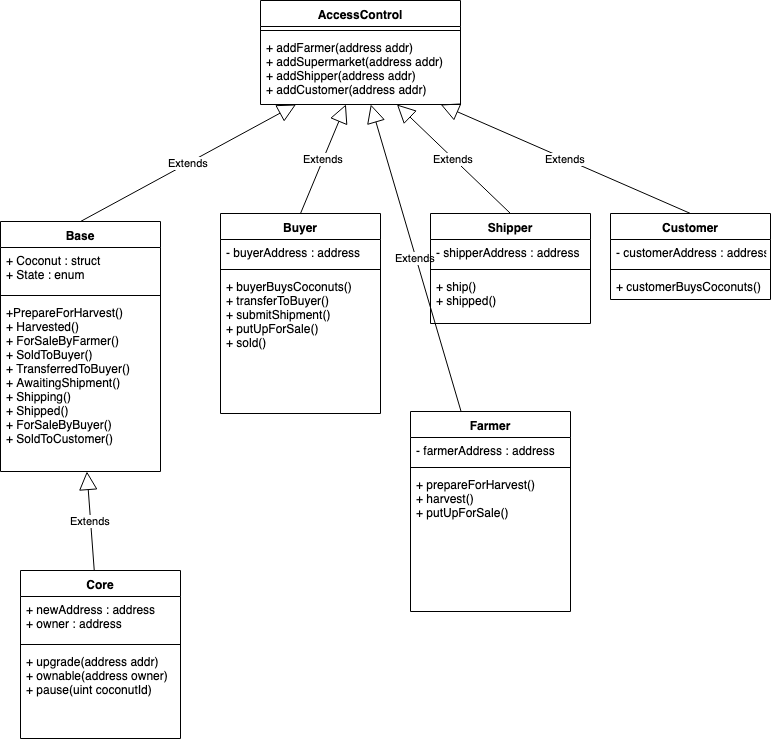 AccessControl
+ addFarmer(address addr)
+ addSupermarket(address addr)
+ addShipper(address addr)
+ addCustomer(address addr)
Extends
Extends
Extends
Extends
Extends
Base
+ Coconut : struct
+ State : enum
+PrepareForHarvest()
+ Harvested()
+ ForSaleByFarmer()
+ SoldToBuyer()
+ TransferredToBuyer()
+ AwaitingShipment()
+ Shipping()
+ Shipped()
+ ForSaleByBuyer()
+ SoldToCustomer()
Buyer
- buyerAddress : address
+ buyerBuysCoconuts()
+ transferToBuyer()
+ submitShipment()
+ putUpForSale()
+ sold()
Shipper
- shipperAddress : address
+ ship()
+ shipped()
Customer
- customerAddress : address
+ customerBuysCoconuts()
Farmer
- farmerAddress : address
+ prepareForHarvest()
+ harvest()
+ putUpForSale()
Extends
Core
+ newAddress : address
+ owner : address
+ upgrade(address addr)
+ ownable(address owner)
+ pause(uint coconutId)